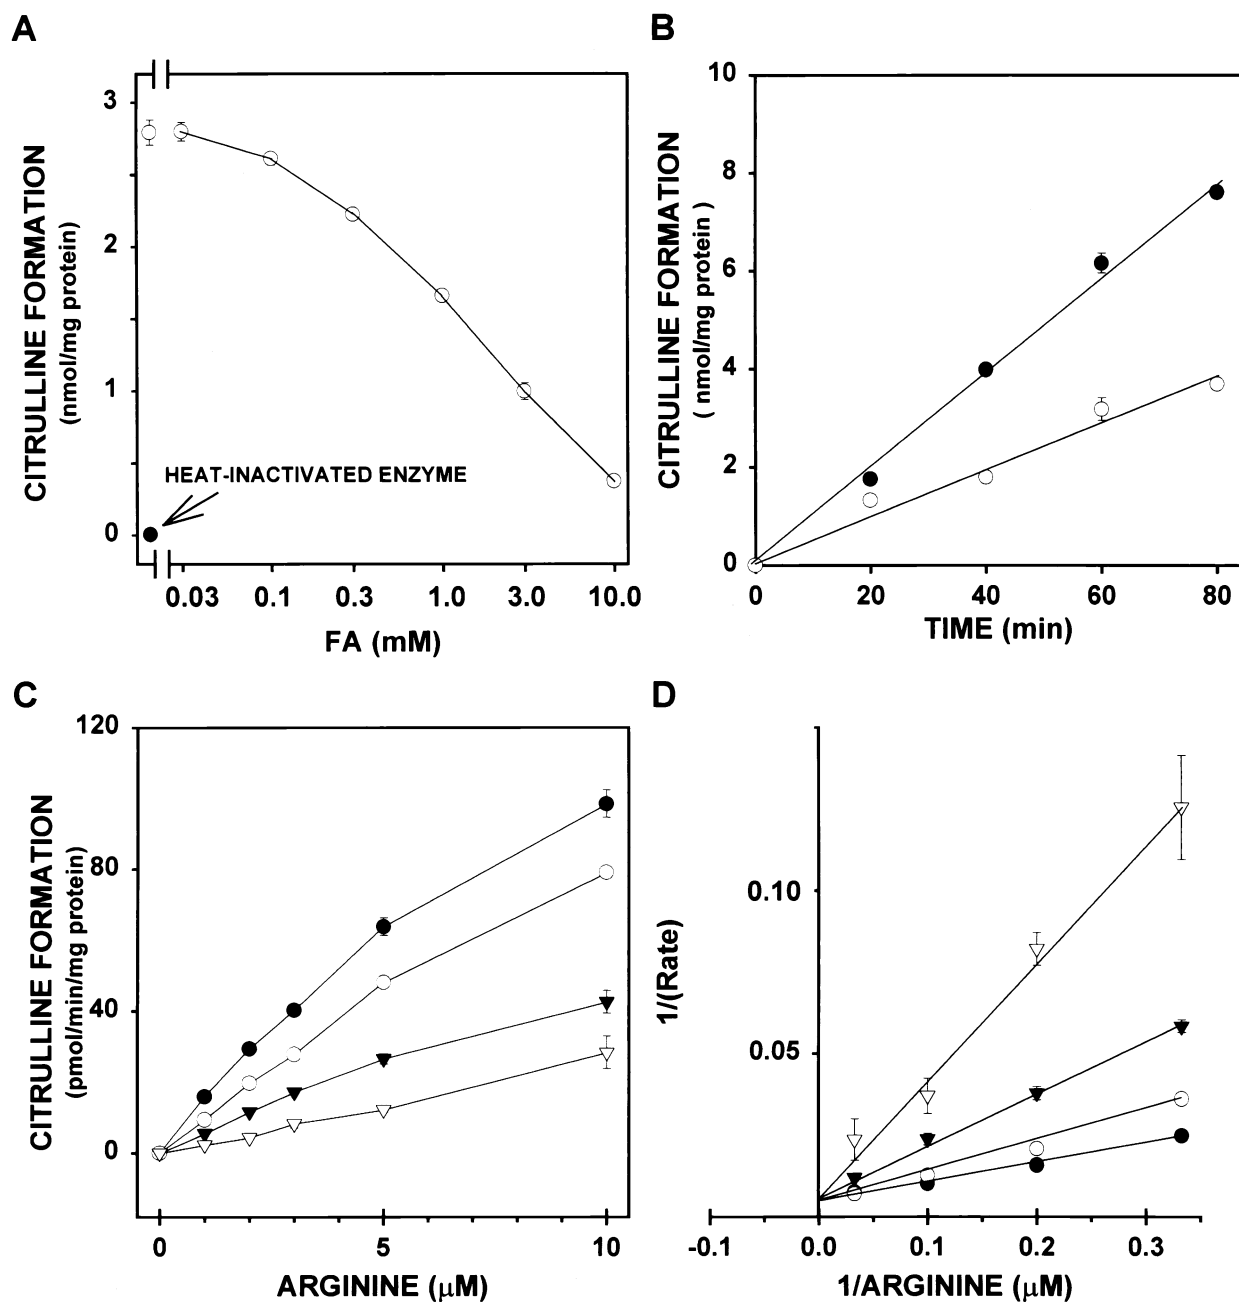 A
CITRULLINE FORMATION
(nmol/mg protein)
3
2
1
0
HEAT-INACTIVATED ENZYME
0.03 0.1 0.3 1.0 3.0 10.0
FA (mM)
B
CITRULLINE FORMATION
( nmol/mg protein )
10
8
6
4
2
0
0 20 40 60 80
TIME (min)
C
CITRULLINE FORMATION
(pmol/min/mg protein)
120
80
40
0
0 5 10
ARGININE (μM)
D
1/(Rate)
0.10
0.05
-0.1 0.0 0.1 0.2 0.3
1/ARGININE (μM)